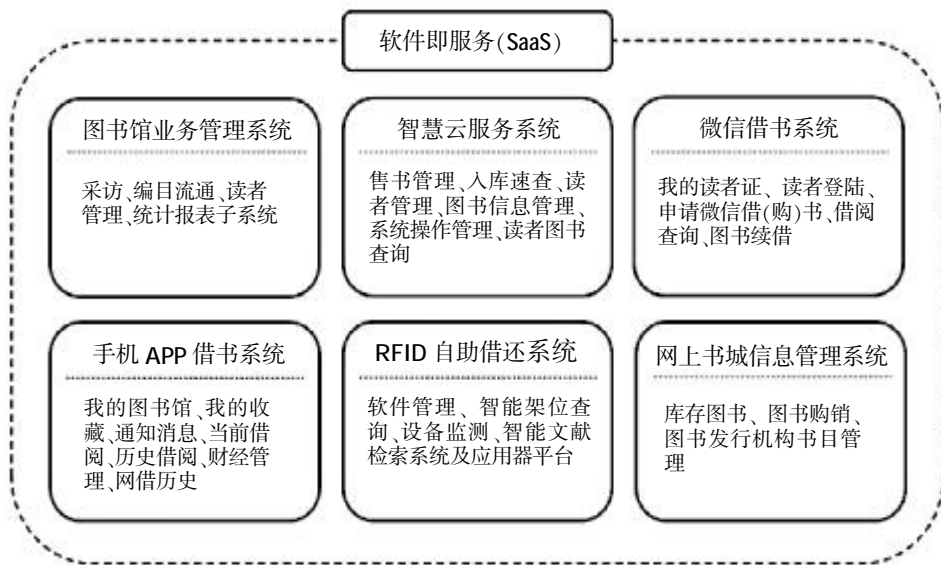 软件即服务(SaaS)
图书馆业务管理系统
采访、编目流通、读者
管理、统计报表子系统
智慧云服务系统
售书管理、入库速查、读
者管理、图书信息管理、
系统操作管理、读者图书
查询
微信借书系统
我的读者证、读者登陆、
申请微信借(购)书、借阅
查询、图书续借
手机 APP 借书系统
我的图书馆、我的收
藏、通知消息、当前借
阅、历史借阅、财经管
理、网借历史
RFID 自助借还系统
软件管理、智能架位查
询、设备监测、智能文献
检索系统及应用器平台
网上书城信息管理系统
库存图书、图书购销、
图书发行机构书目管
理